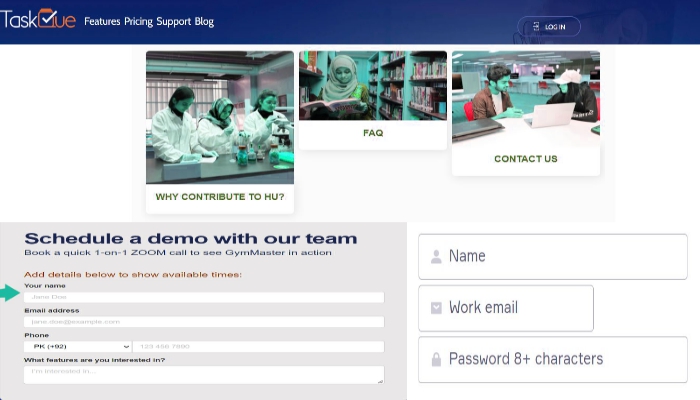 TaskQue Features Pricing Support Blog LOG IN
WHY CONTRIBUTE TO HU?
FAQ
CONTACT US
Schedule a demo with our team
Book a quick 1-on-1 ZOOM call to see GymMaster in action
Add details below to show available times:
Your name
Jane Doe
Email address
jane.doe@example.com
Phone
PK (+92) 123 456 7890
What features are you interested in?
I'm interested in...
Name
Work email
Password 8+ characters